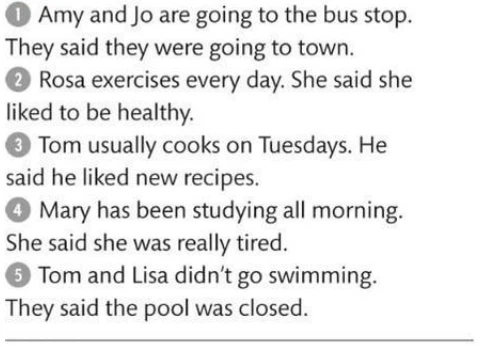 1 Amy and Jo are going to the bus stop.
They said they were going to town.
2 Rosa exercises every day. She said she
liked to be healthy.
3 Tom usually cooks on Tuesdays. He
said he liked new recipes.
4 Mary has been studying all morning.
She said she was really tired.
5 Tom and Lisa didn't go swimming.
They said the pool was closed.